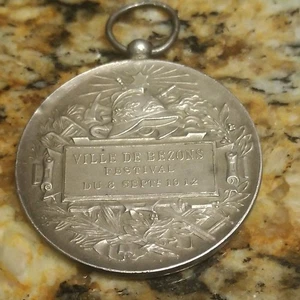 VILLE DE BEZONS
FESTIVAL
DU 8 SEPTE 1912